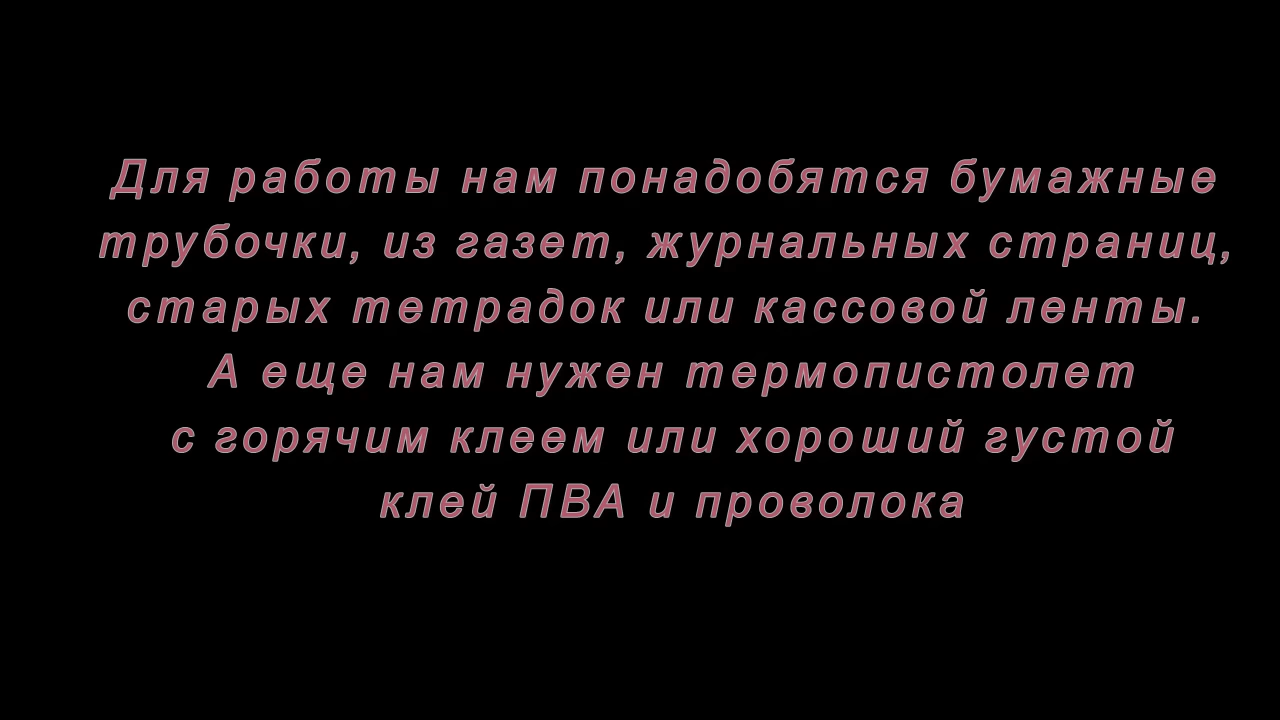 Для работы нам понадобятся бумажные
трубочки, из газет, журнальных страниц,
старых тетрадок или кассовой ленты.
А еще нам нужен термопистолет
с горячим клеем или хороший густой
клей ПВА и проволока